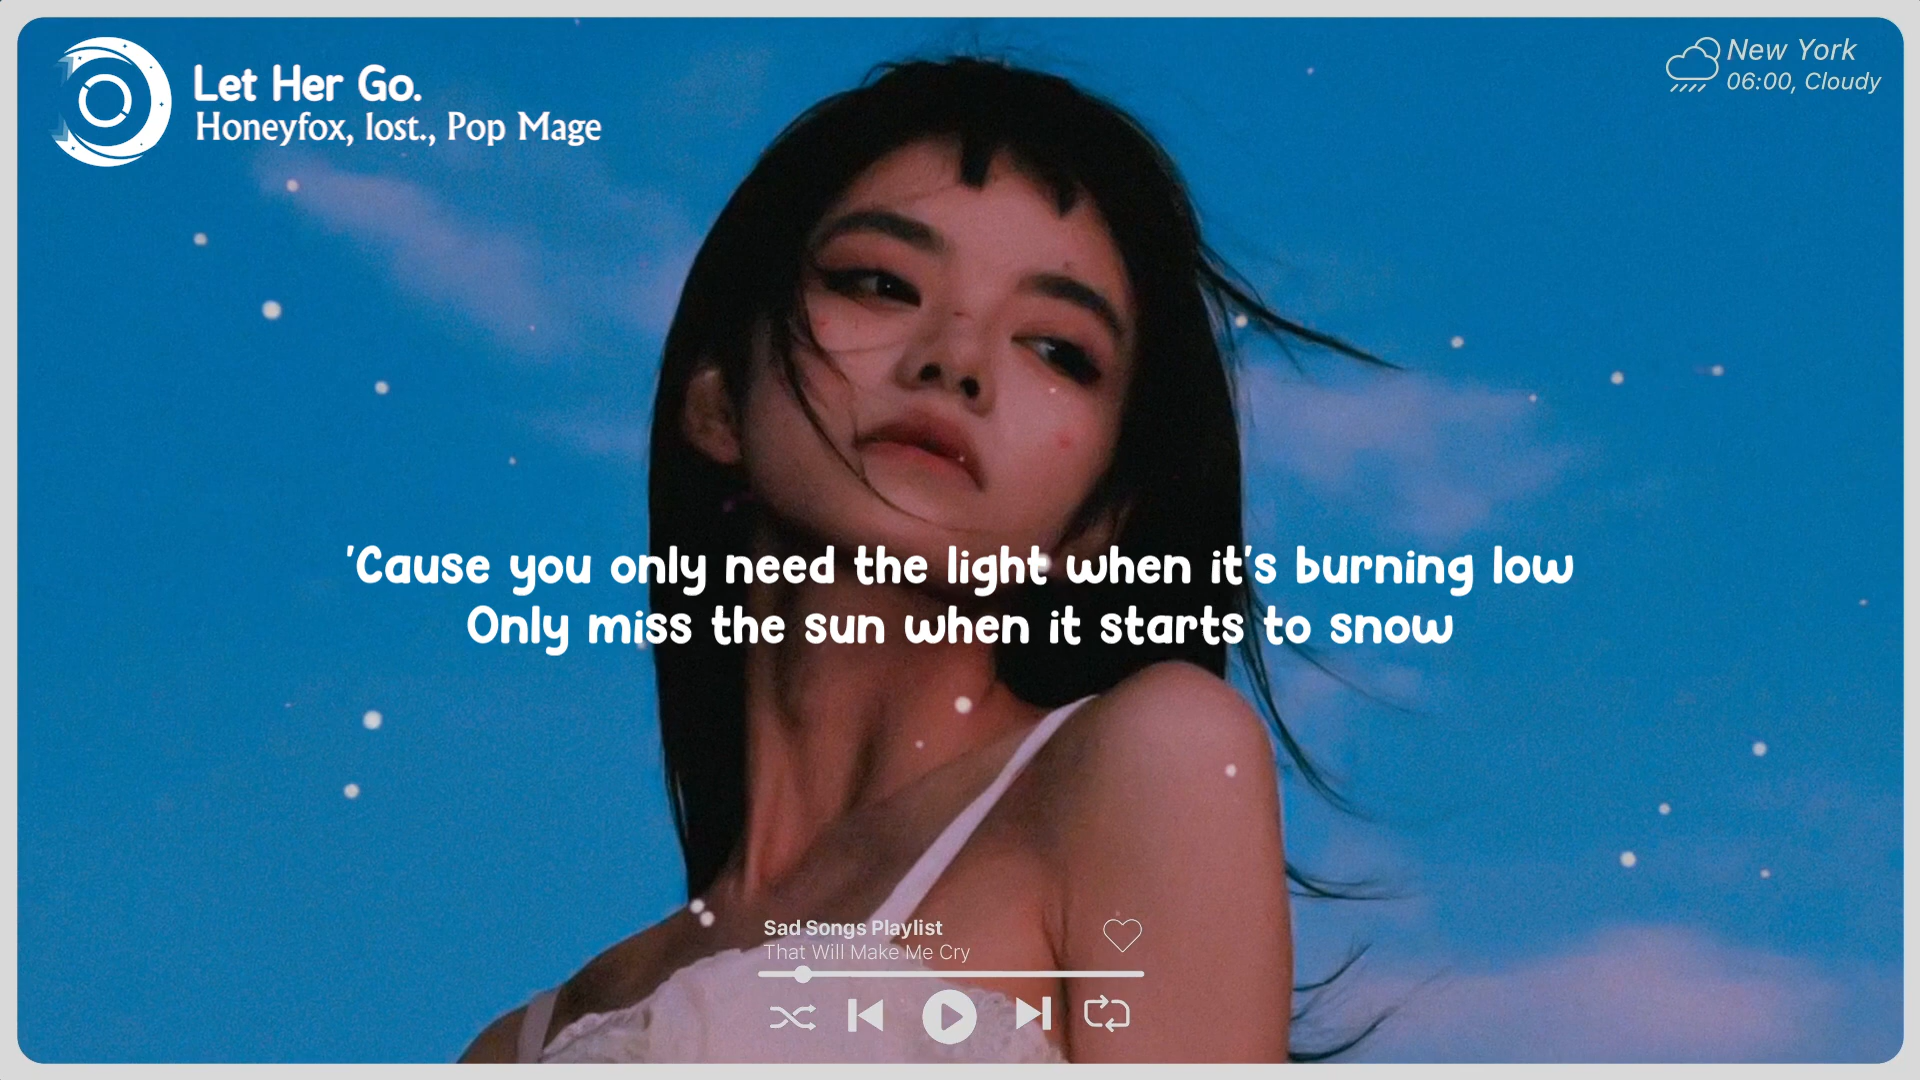 Let Her Go.
Honeyfox, lost., Pop Mage
New York
06:00, Cloudy
'Cause you only need the light when it's burning low
Only miss the sun when it starts to snow
Sad Songs Playlist
That Will Make Me Cry